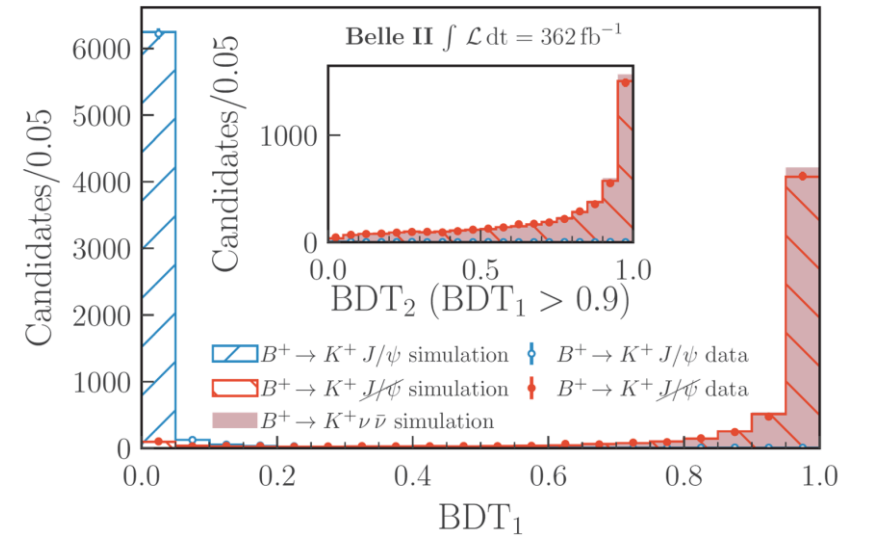 Belle II ∫ ℒ dt = 362 fb⁻¹
Candidates/0.05
6000
5000
4000
3000
2000
1000
0
Candidates/0.05
1000
0
0.0 0.5 1.0
BDT₂ (BDT₁ > 0.9)
B⁺ → K⁺ J/ψ simulation
B⁺ → K⁺ J/ψ data
B⁺ → K⁺ J̸/̸ψ̸ simulation
B⁺ → K⁺ J̸/̸ψ̸ data
B⁺ → K⁺ν ν̄ simulation
0.0 0.2 0.4 0.6 0.8 1.0
BDT₁